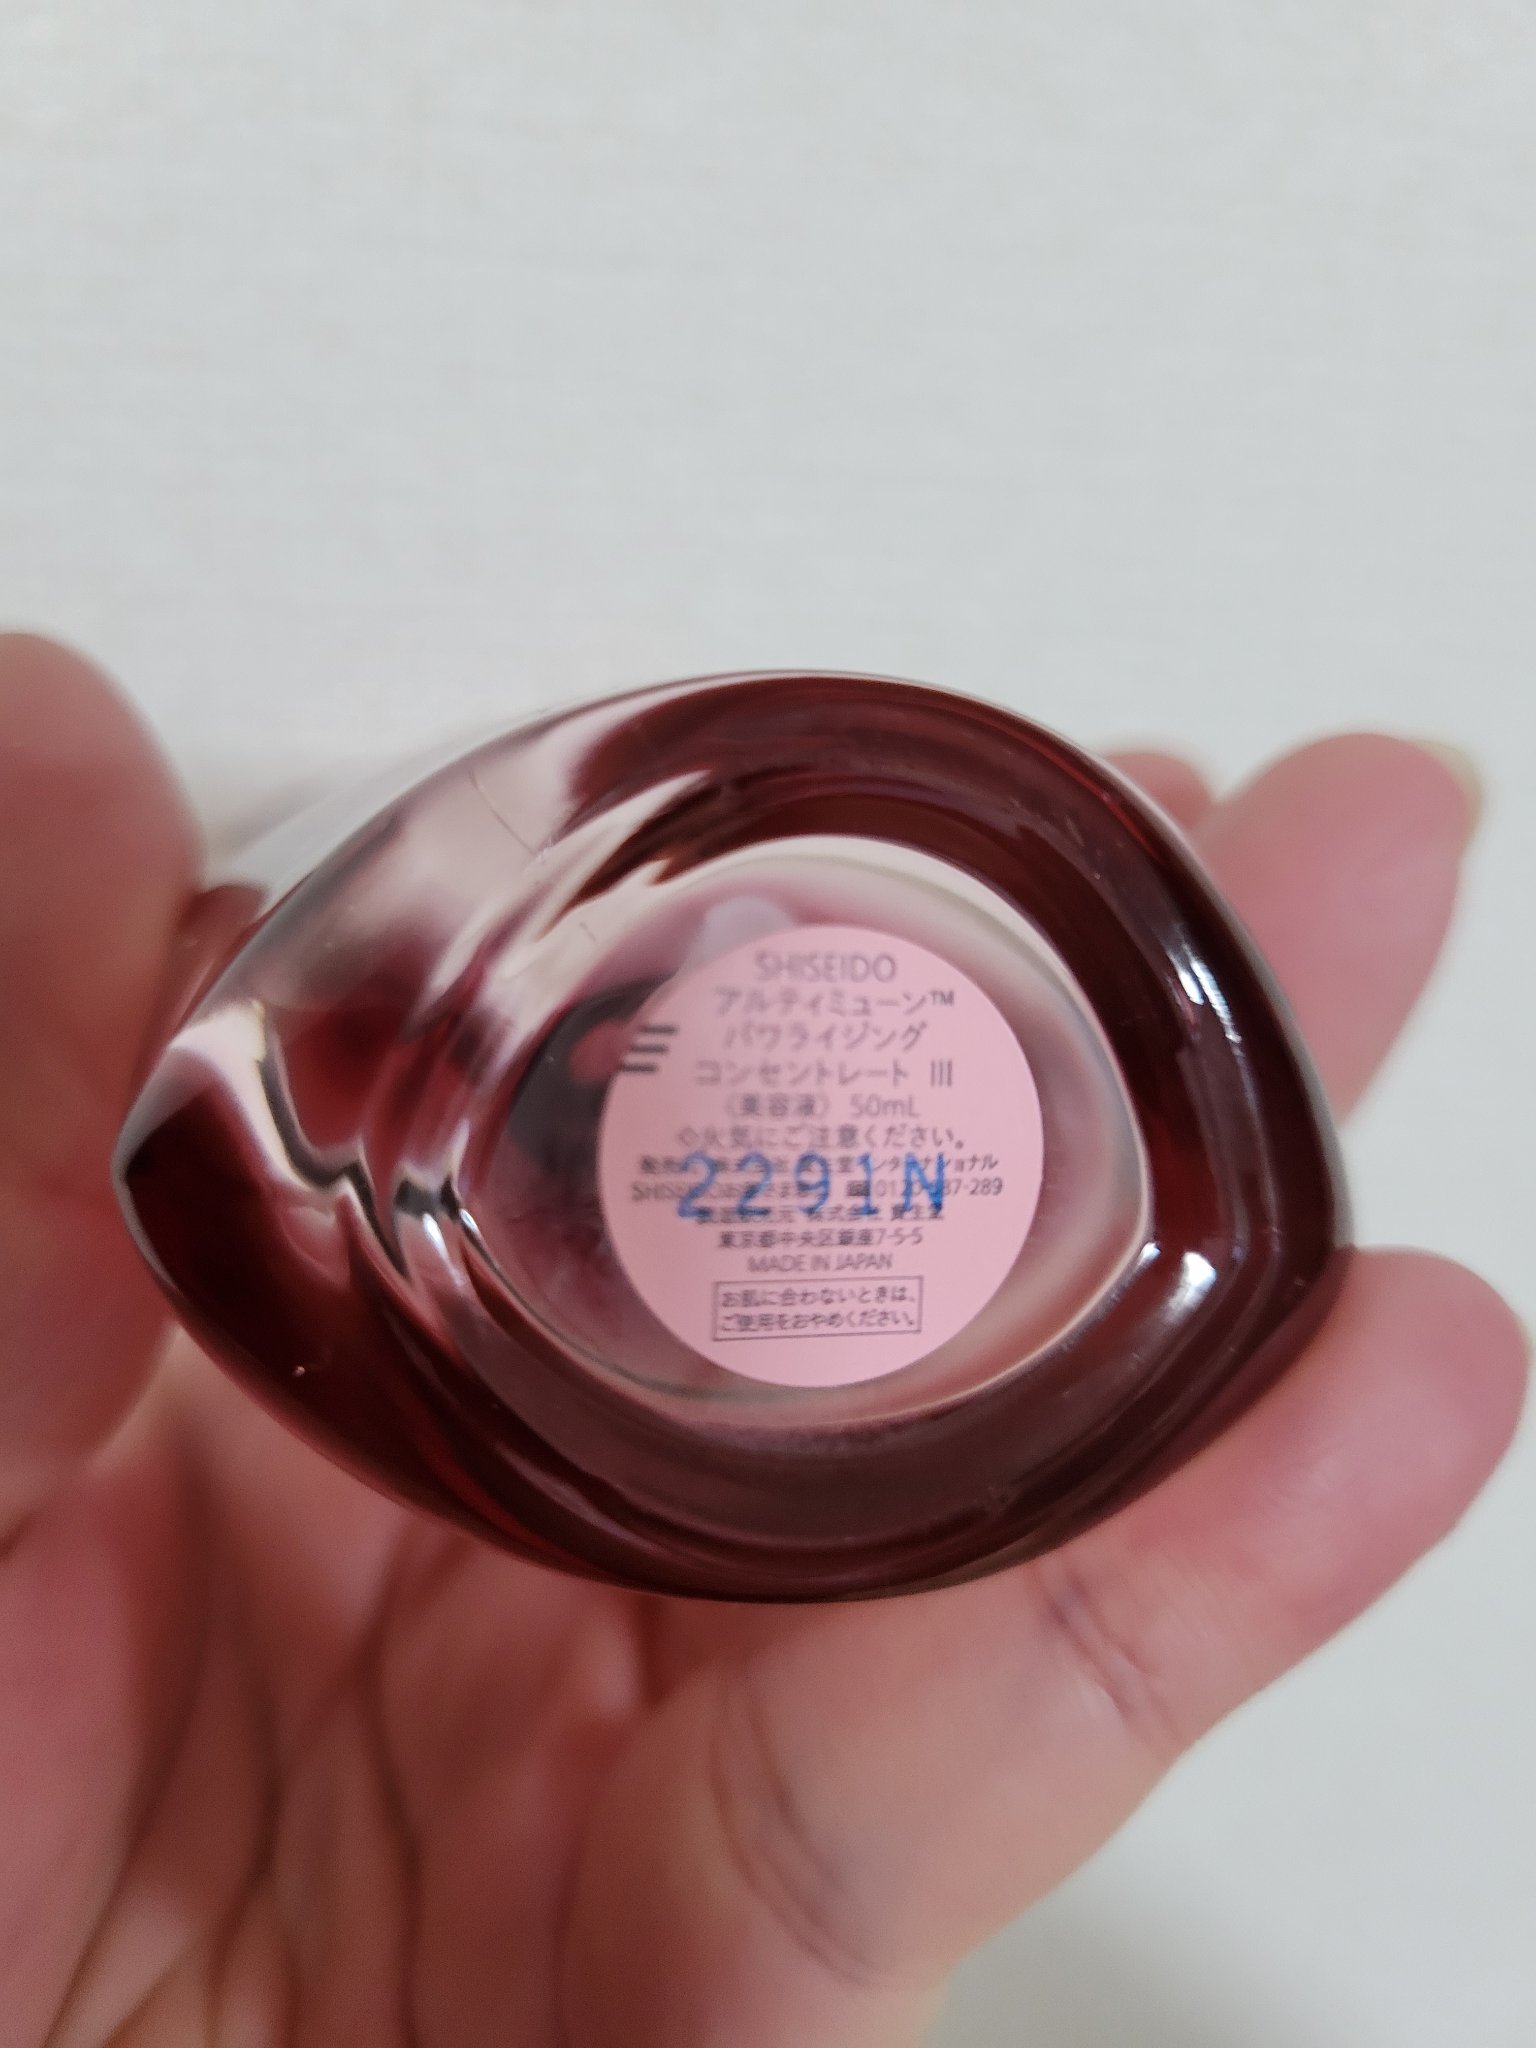 SHISEIDO
アルティミューン™
パワライジング
コンセントレート III
〈美容液〉 50mL
◇火気にご注意ください。
2291N
東京都中央区銀座7-5-5
MADE IN JAPAN
お肌に合わないときは、
ご使用をおやめください。